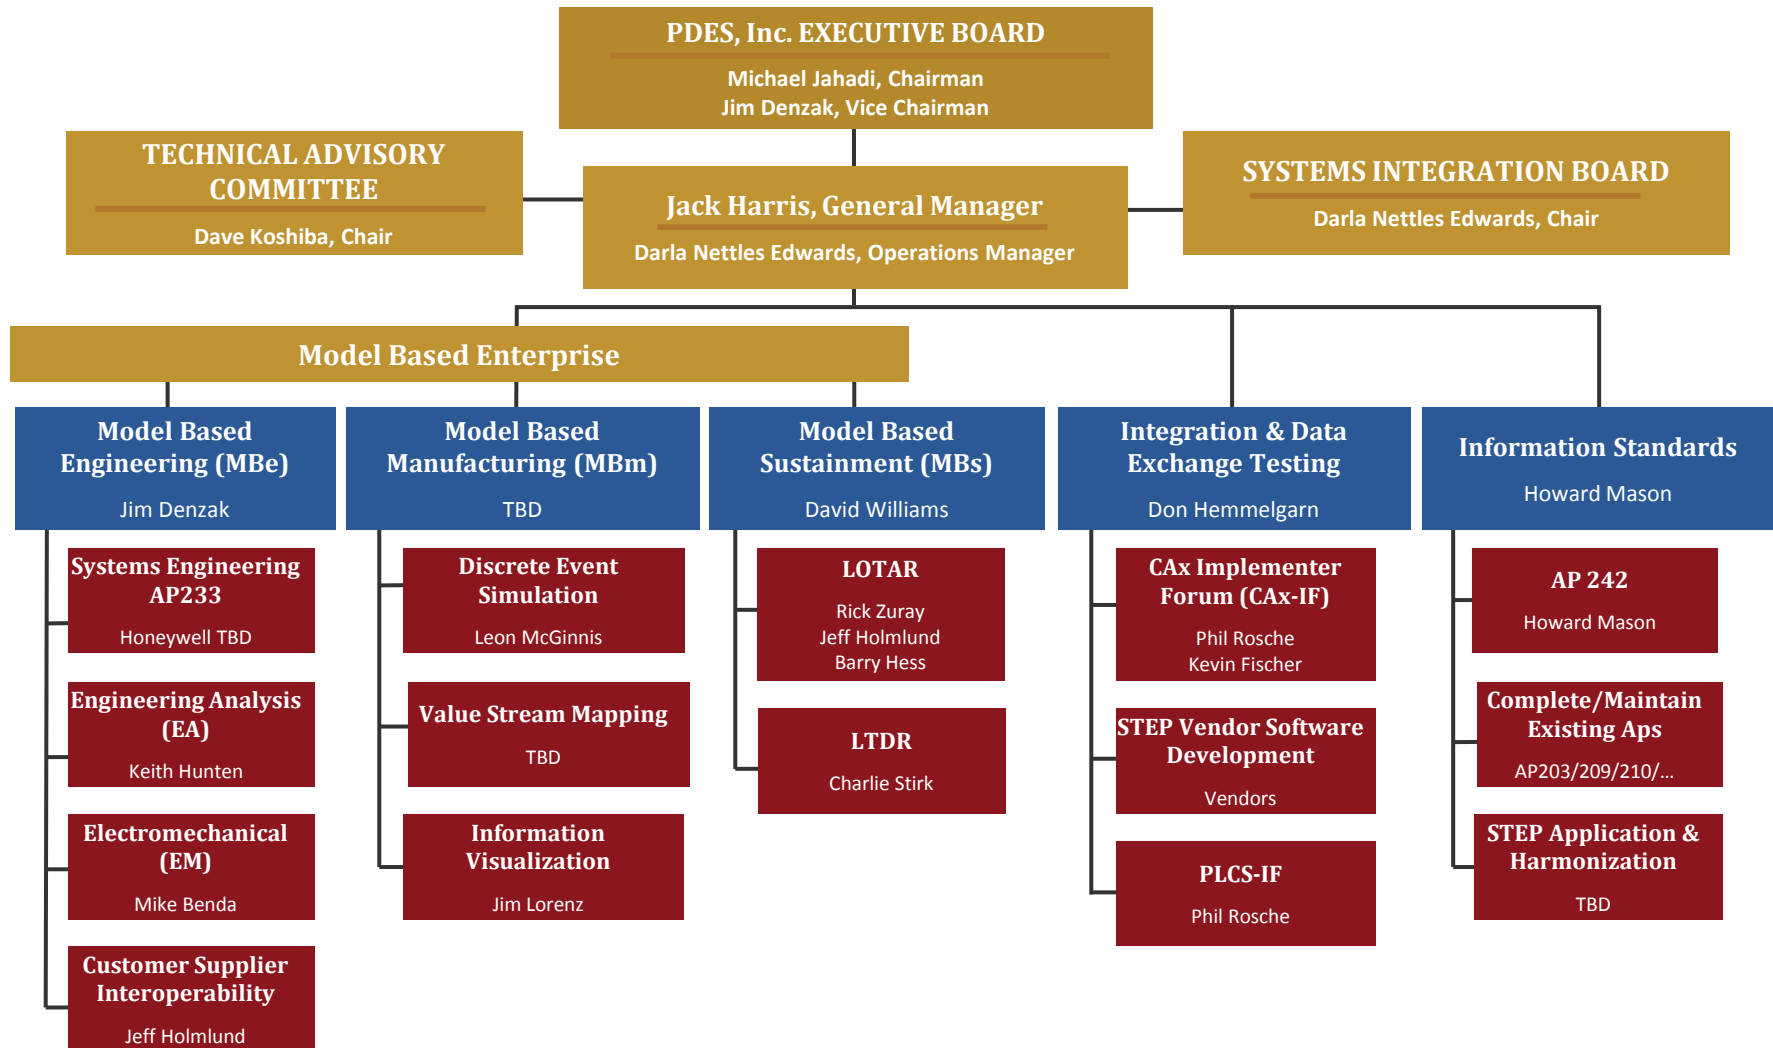 PDES, Inc. EXECUTIVE BOARD
Michael Jahadi, Chairman
Jim Denzak, Vice Chairman
TECHNICAL ADVISORY
COMMITTEE
Dave Koshiba, Chair
Jack Harris, General Manager
Darla Nettles Edwards, Operations Manager
SYSTEMS INTEGRATION BOARD
Darla Nettles Edwards, Chair
Model Based Enterprise
Model Based
Engineering (MBe)
Jim Denzak
Model Based
Manufacturing (MBm)
TBD
Model Based
Sustainment (MBs)
David Williams
Integration & Data
Exchange Testing
Don Hemmelgarn
Information Standards
Howard Mason
Systems Engineering
AP233
Honeywell TBD
Engineering Analysis
(EA)
Keith Hunten
Electromechanical
(EM)
Mike Benda
Customer Supplier
Interoperability
Jeff Holmlund
Discrete Event
Simulation
Leon McGinnis
Value Stream Mapping
TBD
Information
Visualization
Jim Lorenz
LOTAR
Rick Zuray
Jeff Holmlund
Barry Hess
LTDR
Charlie Stirk
CAx Implementer
Forum (CAx-IF)
Phil Rosche
Kevin Fischer
STEP Vendor Software
Development
Vendors
PLCS-IF
Phil Rosche
AP 242
Howard Mason
Complete/Maintain
Existing Aps
AP203/209/210/...
STEP Application &
Harmonization
TBD